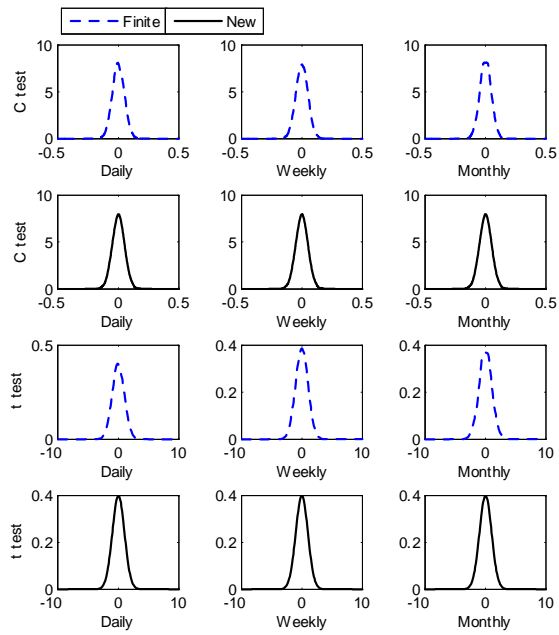 Finite New
10 10 10
C test 5 5 5
0 0 0
-0.5 0 0.5 -0.5 0 0.5 -0.5 0 0.5
Daily Weekly Monthly
10 10 10
C test 5 5 5
0 0 0
-0.5 0 0.5 -0.5 0 0.5 -0.5 0 0.5
Daily Weekly Monthly
0.5 0.4 0.4
t test 0.2 0.2
0 0 0
-10 0 10 -10 0 10 -10 0 10
Daily Weekly Monthly
0.4 0.4 0.4
t test 0.2 0.2 0.2
0 0 0
-10 0 10 -10 0 10 -10 0 10
Daily Weekly Monthly